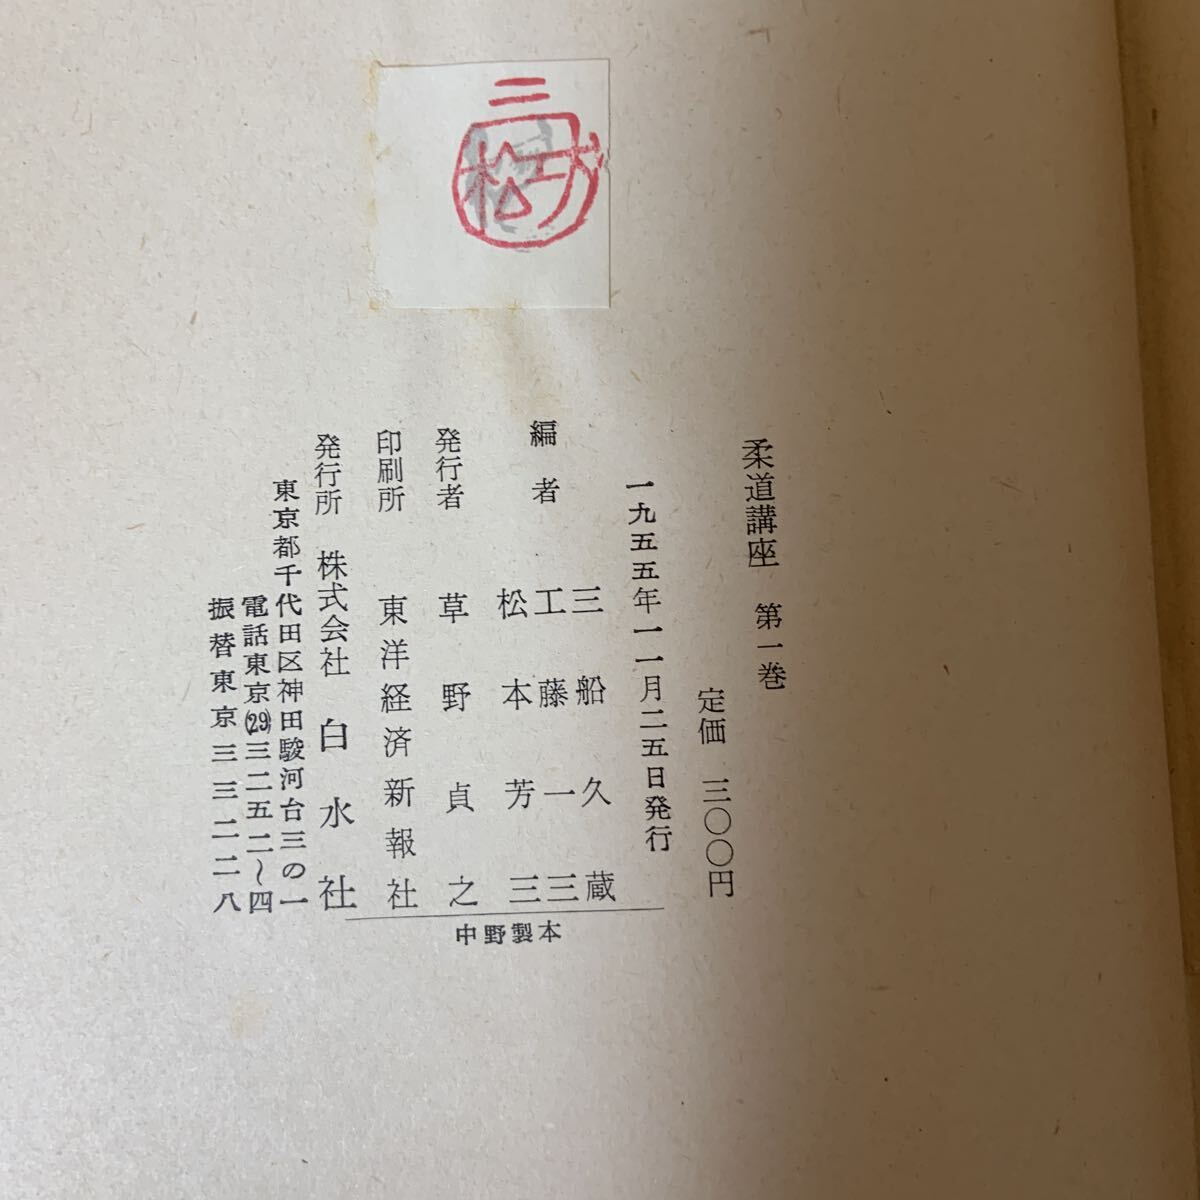 柔道講座 第一巻
定価 三〇〇円
一九五五年一一月二五日発行
編者
三船久蔵
工藤一三
松本芳三
発行者 草野貞之
印刷所 東洋経済新報社
発行所 株式会社 白水社
東京都千代田区神田駿河台三の一
電話東京(29)三二五二～四
振替東京三三二二八
中野製本